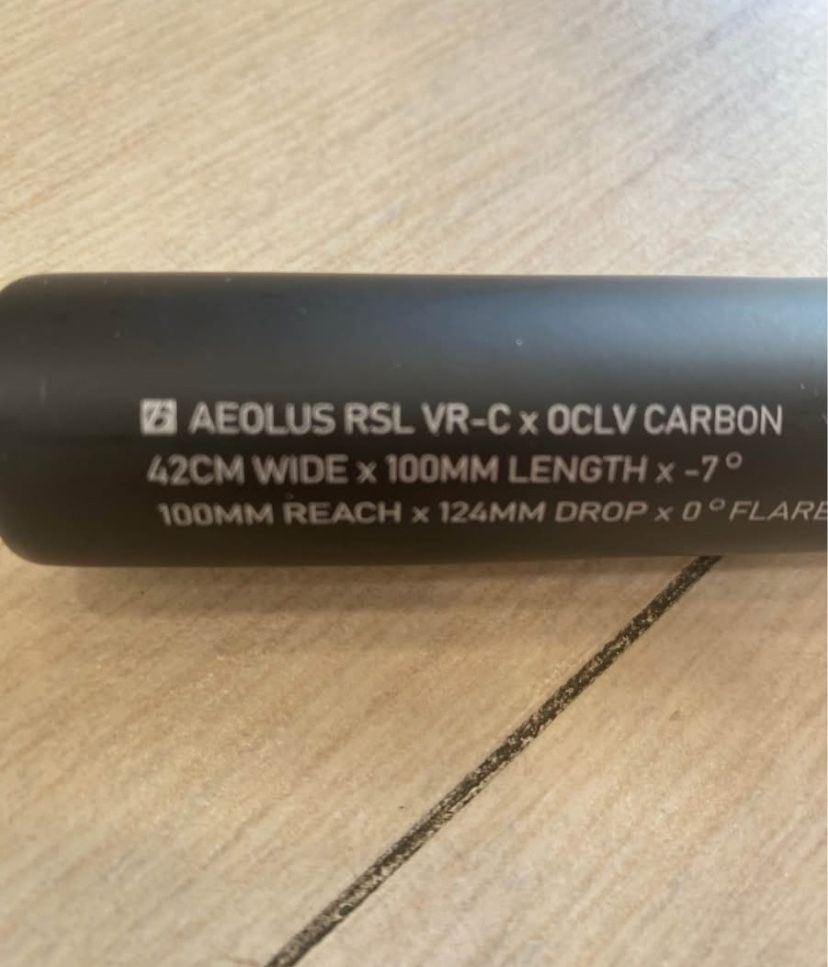 AEOLUS RSL VR-C x OCLV CARBON
42CM WIDE x 100MM LENGTH x -7°
100MM REACH x 124MM DROP x 0° FLARE